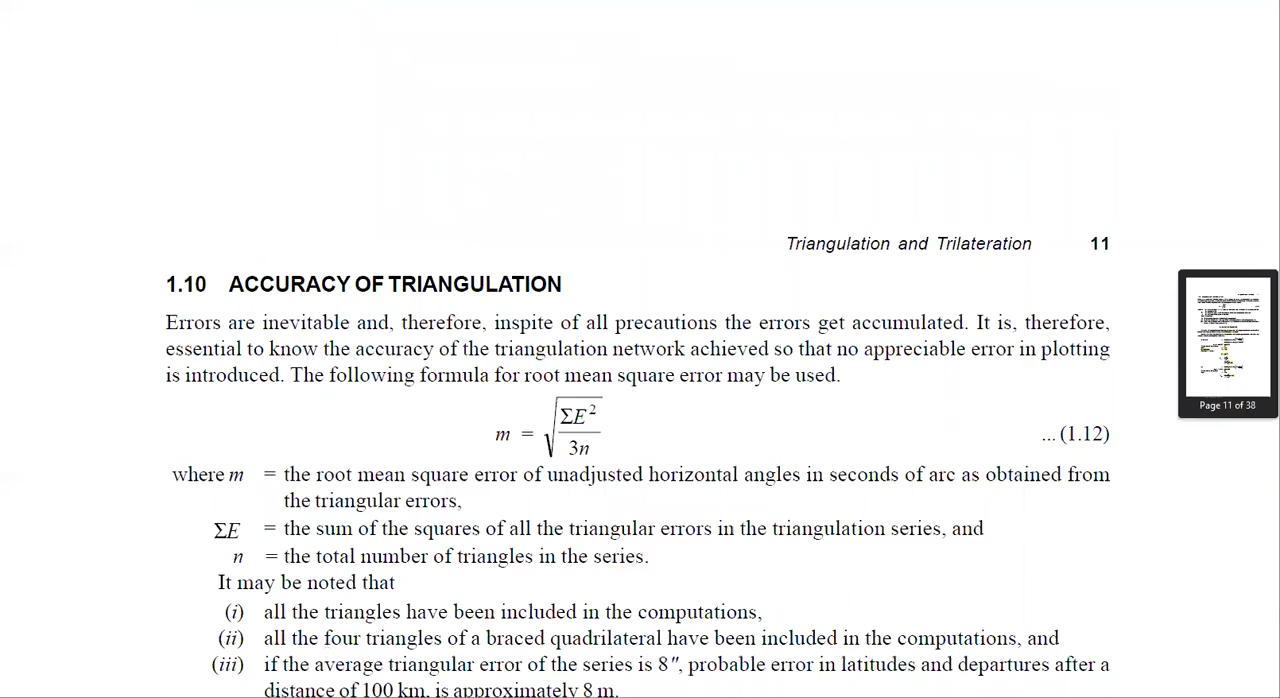 Triangulation and Trilateration 11
1.10 ACCURACY OF TRIANGULATION
Errors are inevitable and, therefore, inspite of all precautions the errors get accumulated. It is, therefore,
essential to know the accuracy of the triangulation network achieved so that no appreciable error in plotting
is introduced. The following formula for root mean square error may be used.
m = √(ΣE²/3n) ... (1.12)
where m = the root mean square error of unadjusted horizontal angles in seconds of arc as obtained from
the triangular errors,
ΣE = the sum of the squares of all the triangular errors in the triangulation series, and
n = the total number of triangles in the series.
It may be noted that
(i) all the triangles have been included in the computations,
(ii) all the four triangles of a braced quadrilateral have been included in the computations, and
(iii) if the average triangular error of the series is 8″, probable error in latitudes and departures after a
distance of 100 km, is approximately 8 m.
Page 11 of 38